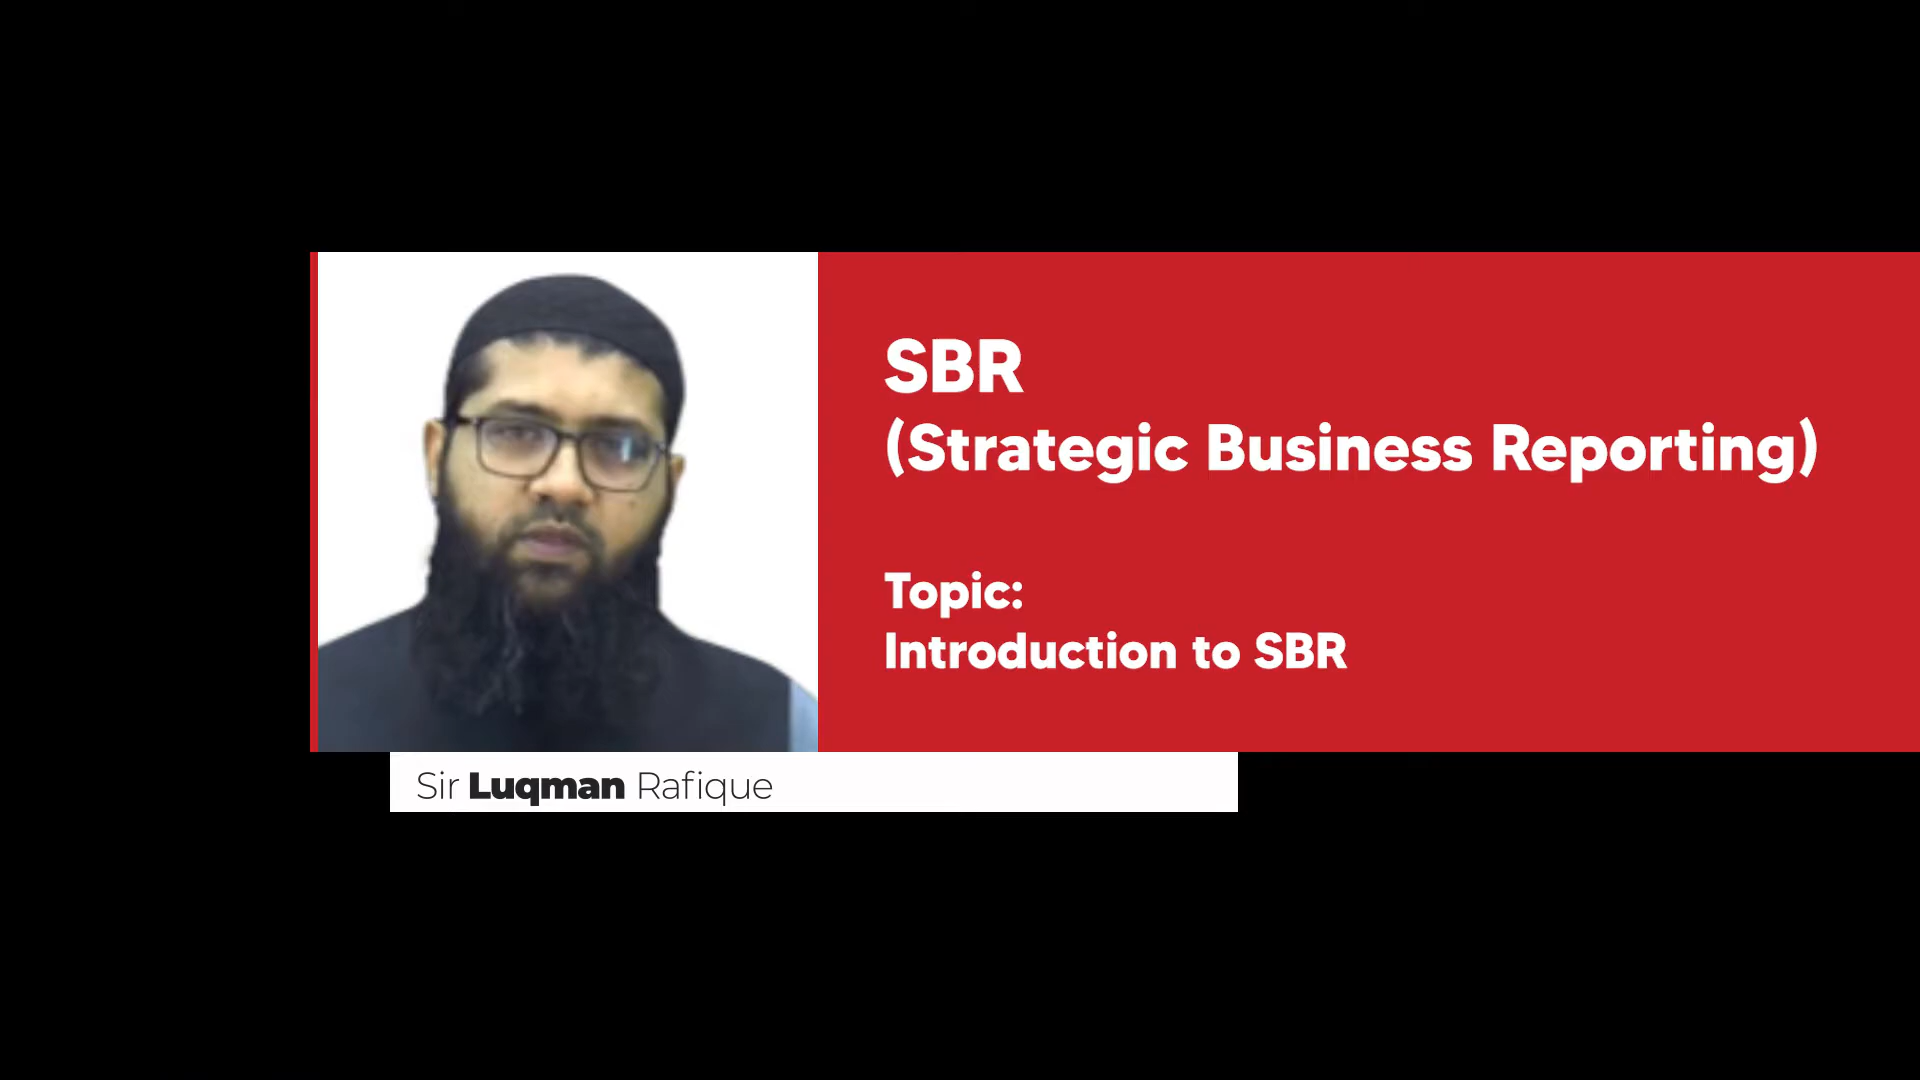 SBR
(Strategic Business Reporting)
Topic:
Introduction to SBR
Sir Luqman Rafique